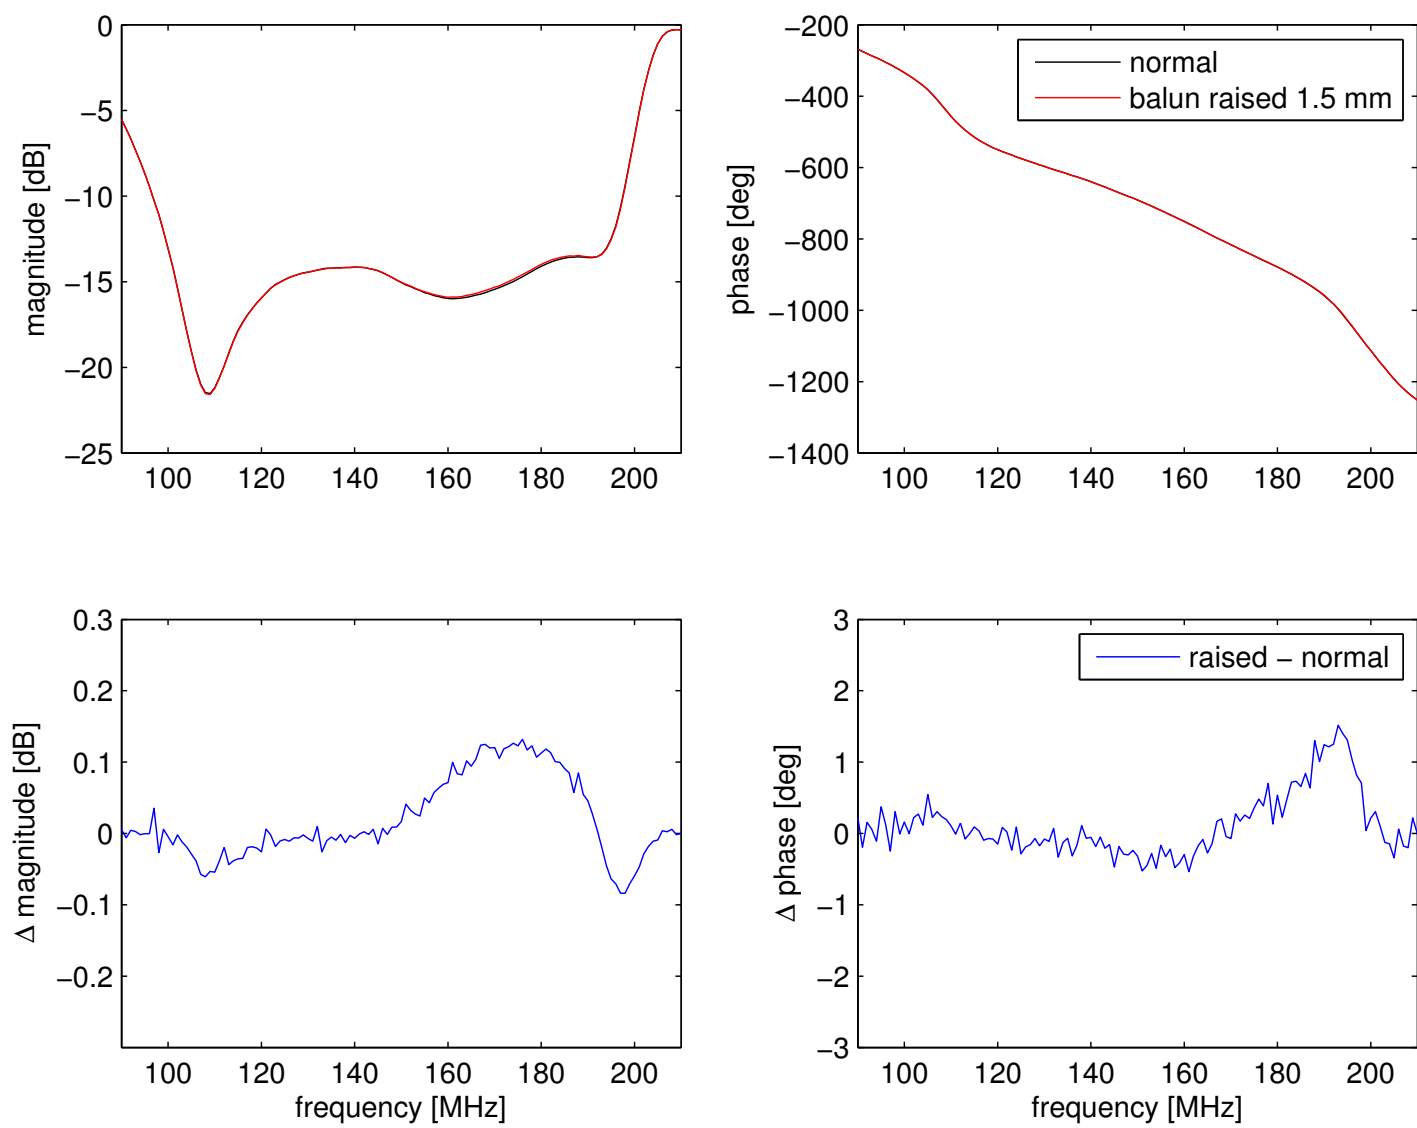 magnitude [dB]
0
−5
−10
−15
−20
−25
100 120 140 160 180 200
phase [deg]
−200
−400
−600
−800
−1000
−1200
−1400
100 120 140 160 180 200
normal
balun raised 1.5 mm
Δ magnitude [dB]
0.3
0.2
0.1
0
−0.1
−0.2
100 120 140 160 180 200
frequency [MHz]
Δ phase [deg]
3
2
1
0
−1
−2
−3
100 120 140 160 180 200
frequency [MHz]
raised − normal